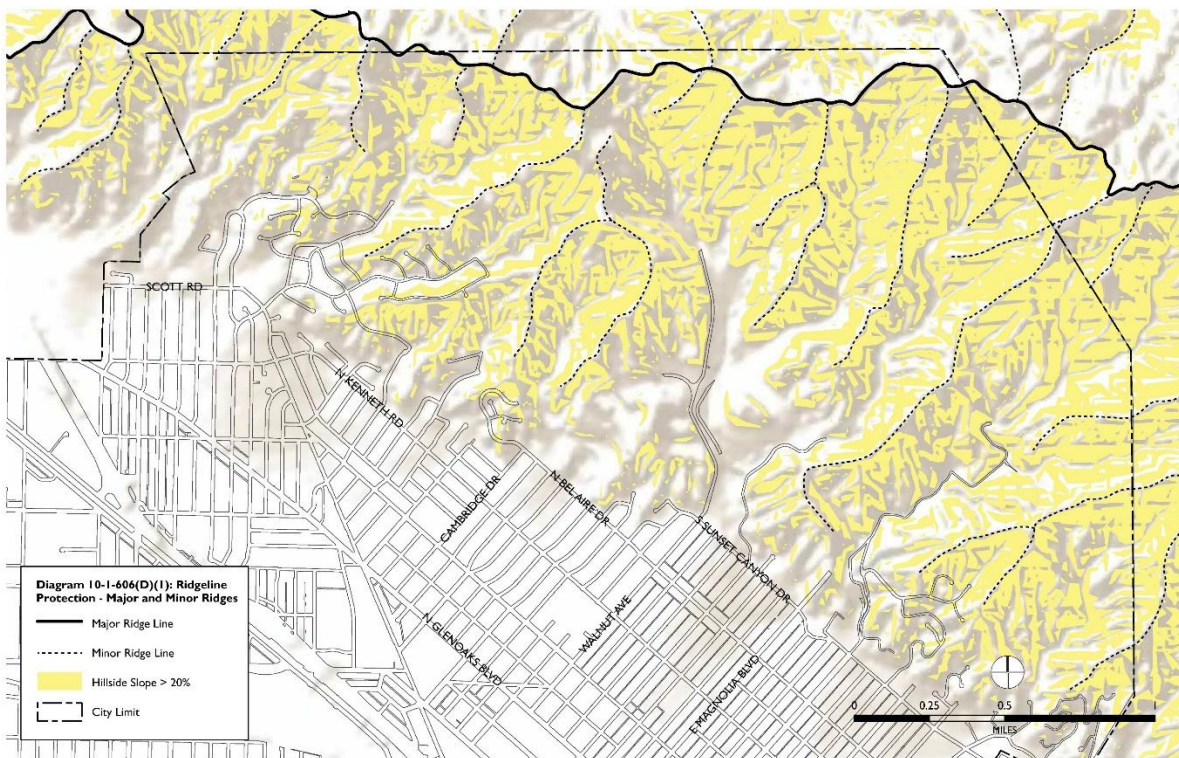 SCOTT RD
N KENNETH RD
CAMBRIDGE DR
N BEL AIRE DR
S SUNSET CANYON DR
WALNUT AVE
N GLENOAKS BLVD
E MAGNOLIA BLVD
Diagram 10-1-606(D)(1): Ridgeline
Protection - Major and Minor Ridges
Major Ridge Line
Minor Ridge Line
Hillside Slope > 20%
City Limit
0 0.25 0.5
MILES